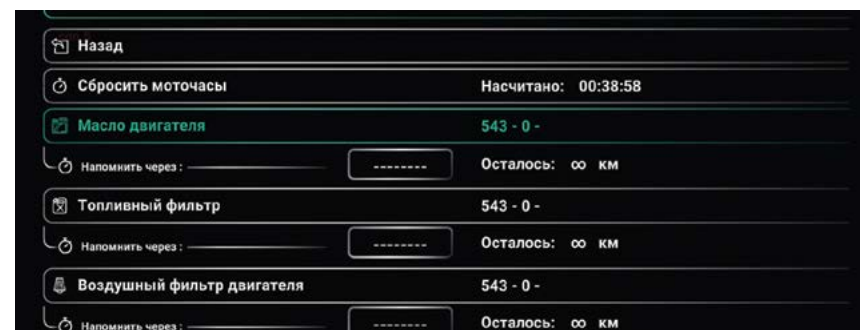 Назад
Сбросить моточасы Насчитано: 00:38:58
Масло двигателя 543 - 0 -
Напомнить через : -------- Осталось: ∞ км
Топливный фильтр 543 - 0 -
Напомнить через : -------- Осталось: ∞ км
Воздушный фильтр двигателя 543 - 0 -
Напомнить через : -------- Осталось: ∞ км